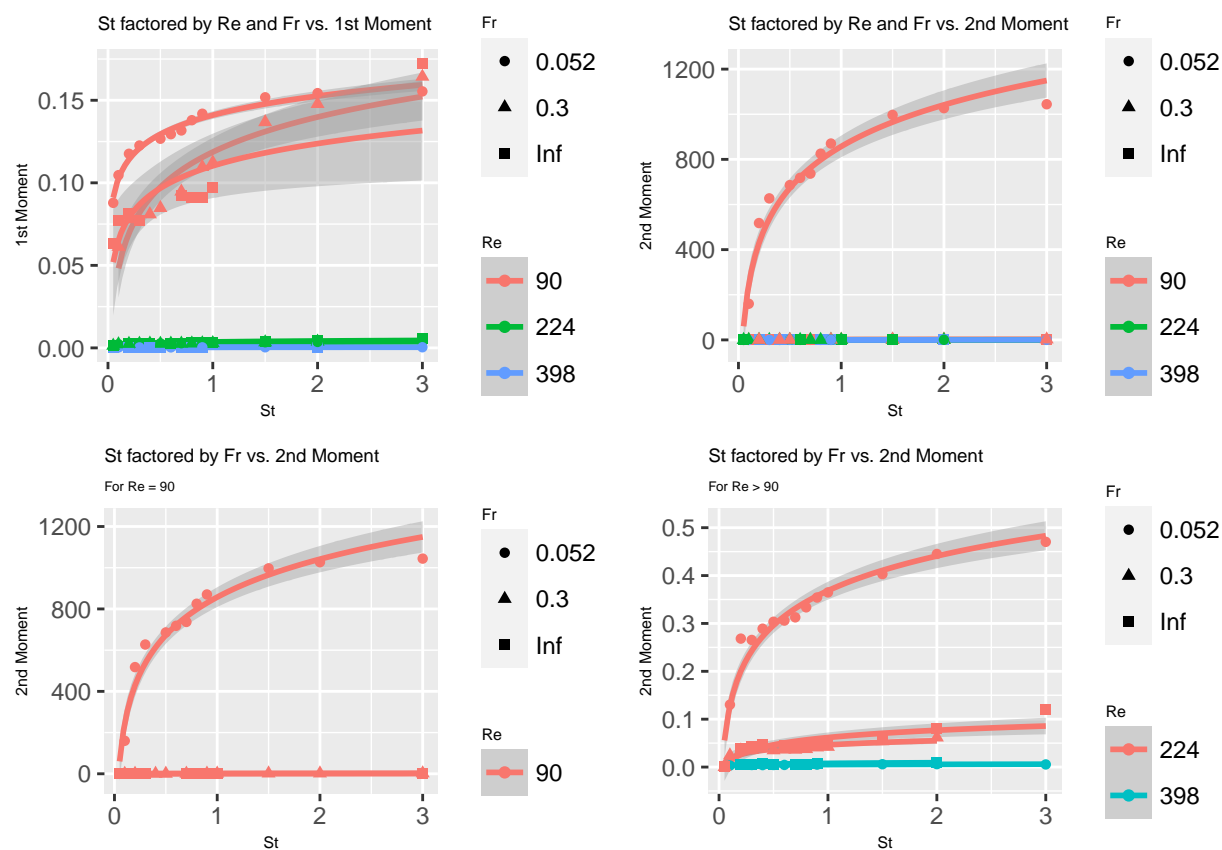 St factored by Re and Fr vs. 1st Moment
1st Moment
0.15
0.10
0.05
0.00
0
1
2
3
St
Fr
0.052
0.3
Inf
Re
90
224
398
St factored by Re and Fr vs. 2nd Moment
2nd Moment
1200
800
400
0
0
1
2
3
St
Fr
0.052
0.3
Inf
Re
90
224
398
St factored by Fr vs. 2nd Moment
For Re = 90
2nd Moment
1200
800
400
0
0
1
2
3
St
Fr
0.052
0.3
Inf
Re
90
St factored by Fr vs. 2nd Moment
For Re > 90
2nd Moment
0.5
0.4
0.3
0.2
0.1
0.0
0
1
2
3
St
Fr
0.052
0.3
Inf
Re
224
398